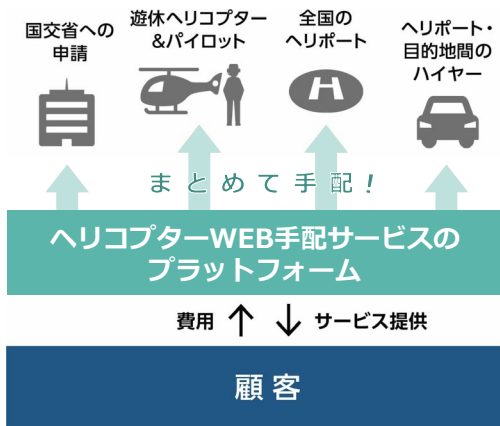 国交省への
申請
遊休ヘリコプター
&パイロット
全国の
ヘリポート
ヘリポート・
目的地間の
ハイヤー
H
まとめて手配!
ヘリコプターWEB手配サービスの
プラットフォーム
費用 ↑ ↓ サービス提供
顧客